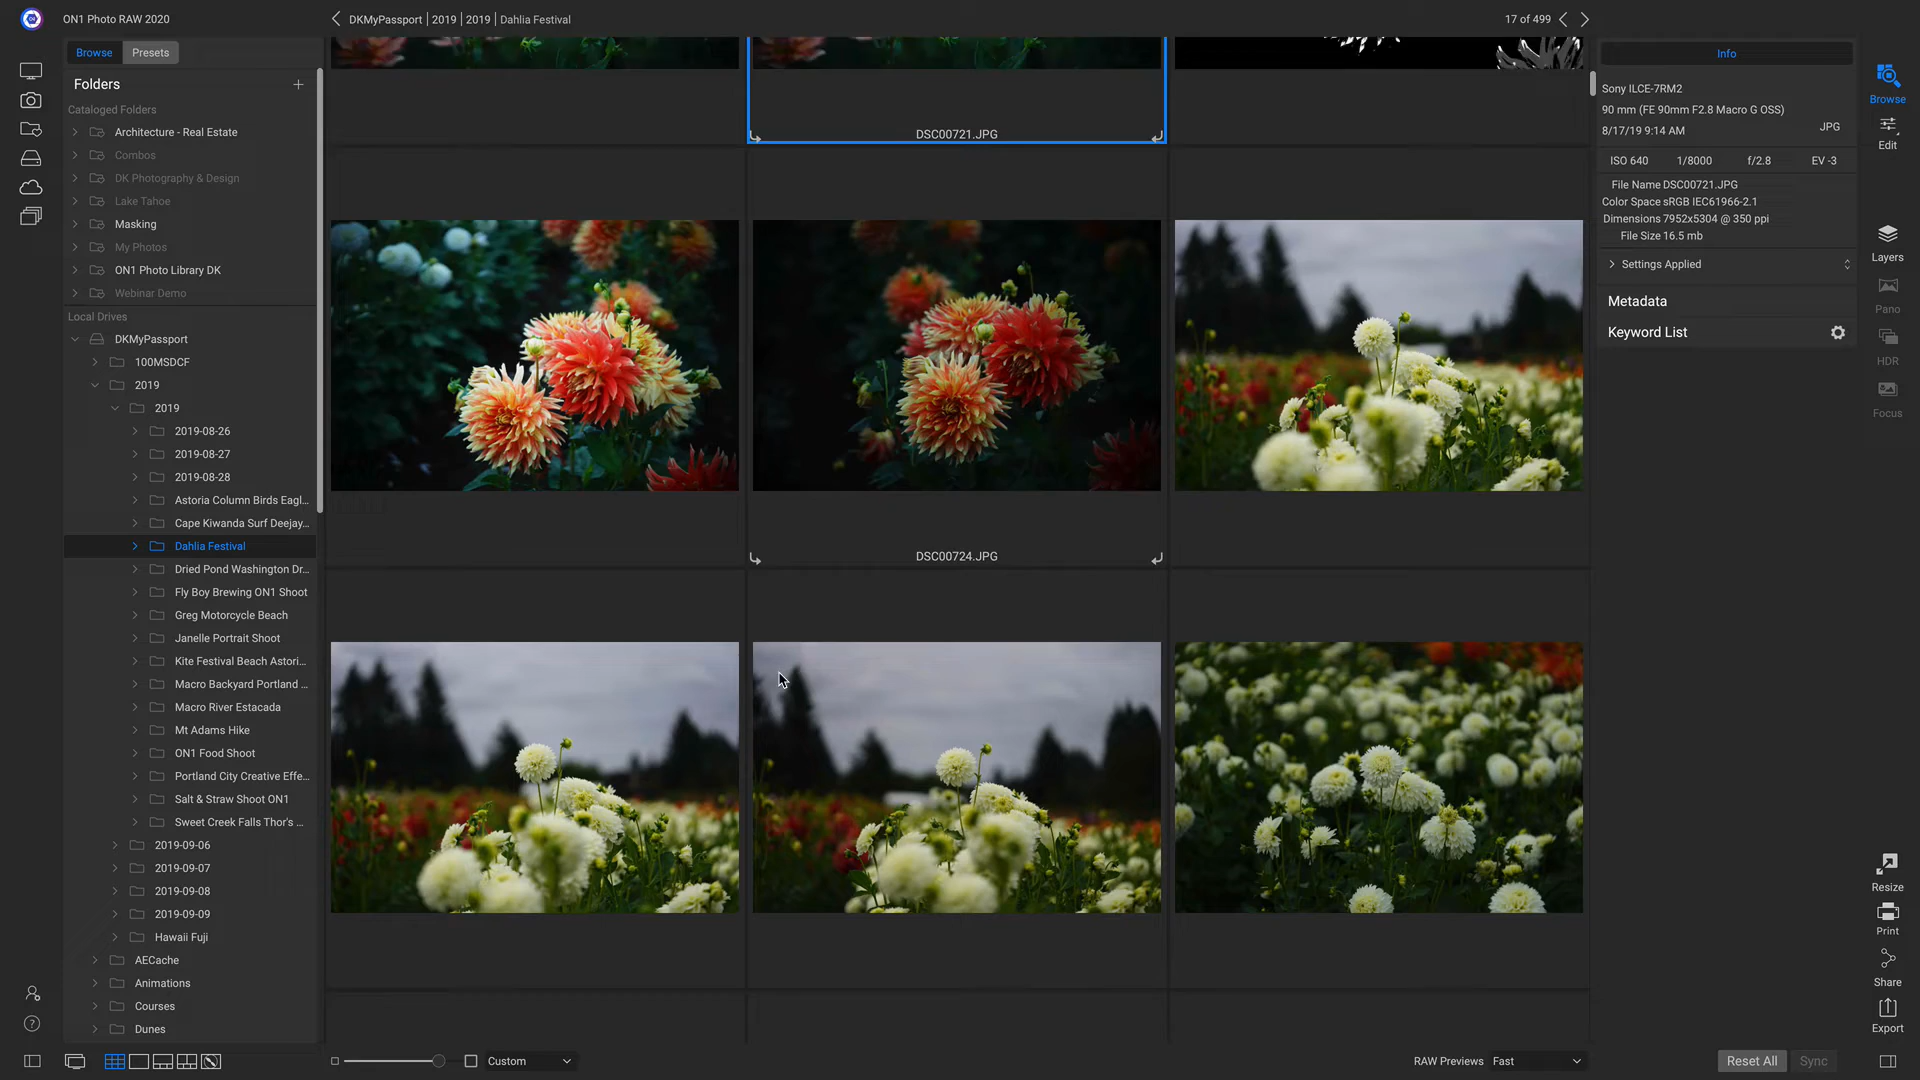 ON1 Photo RAW 2020
DKMyPassport | 2019 | 2019 | Dahlia Festival
17 of 499
Browse
Presets
Info
Folders
Cataloged Folders
Architecture - Real Estate
Combos
DK Photography & Design
Lake Tahoe
Masking
My Photos
ON1 Photo Library DK
Webinar Demo
Local Drives
DKMyPassport
100MSDCF
2019
2019
2019-08-26
2019-08-27
2019-08-28
Astoria Column Birds Eagl...
Cape Kiwanda Surf Deejay...
Dahlia Festival
Dried Pond Washington Dr...
Fly Boy Brewing ON1 Shoot
Greg Motorcycle Beach
Janelle Portrait Shoot
Kite Festival Beach Astori...
Macro Backyard Portland ...
Macro River Estacada
Mt Adams Hike
ON1 Food Shoot
Portland City Creative Effe...
Salt & Straw Shoot ON1
Sweet Creek Falls Thor's ...
2019-09-06
2019-09-07
2019-09-08
2019-09-09
Hawaii Fuji
AECache
Animations
Courses
Dunes
DSC00721.JPG
DSC00724.JPG
Custom
RAW Previews Fast
Sony ILCE-7RM2
90 mm (FE 90mm F2.8 Macro G OSS)
8/17/19 9:14 AM
JPG
ISO 640 1/8000 f/2.8 EV -3
File Name DSC00721.JPG
Color Space sRGB IEC61966-2.1
Dimensions 7952x5304 @ 350 ppi
File Size 16.5 mb
Settings Applied
Metadata
Keyword List
Reset All
Sync
Browse
Edit
Layers
Pano
HDR
Focus
Resize
Print
Share
Export